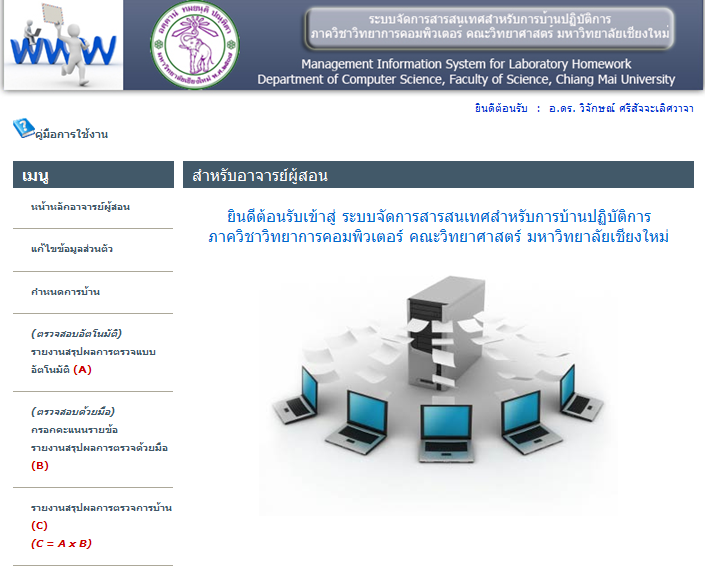 WWW
อตฺตานํ ทมยนฺติ ปณฺฑิตา
มหาวิทยาลัยเชียงใหม่ พ.ศ.๒๕๐๗
ระบบจัดการสารสนเทศสำหรับการบ้านปฏิบัติการ
ภาควิชาวิทยาการคอมพิวเตอร์ คณะวิทยาศาสตร์ มหาวิทยาลัยเชียงใหม่
Management Information System for Laboratory Homework
Department of Computer Science, Faculty of Science, Chiang Mai University
ยินดีต้อนรับ : อ.ดร. วิจักษณ์ ศรีสัจจะเลิศวาจา
คู่มือการใช้งาน
เมนู
หน้าหลักอาจารย์ผู้สอน
แก้ไขข้อมูลส่วนตัว
กำหนดการบ้าน
(ตรวจสอบอัตโนมัติ)
รายงานสรุปผลการตรวจแบบ
อัตโนมัติ (A)
(ตรวจสอบด้วยมือ)
กรอกคะแนนรายข้อ
รายงานสรุปผลการตรวจด้วยมือ
(B)
รายงานสรุปผลการตรวจการบ้าน
(C)
(C = A x B)
สำหรับอาจารย์ผู้สอน
ยินดีต้อนรับเข้าสู่ ระบบจัดการสารสนเทศสำหรับการบ้านปฏิบัติการ
ภาควิชาวิทยาการคอมพิวเตอร์ คณะวิทยาศาสตร์ มหาวิทยาลัยเชียงใหม่